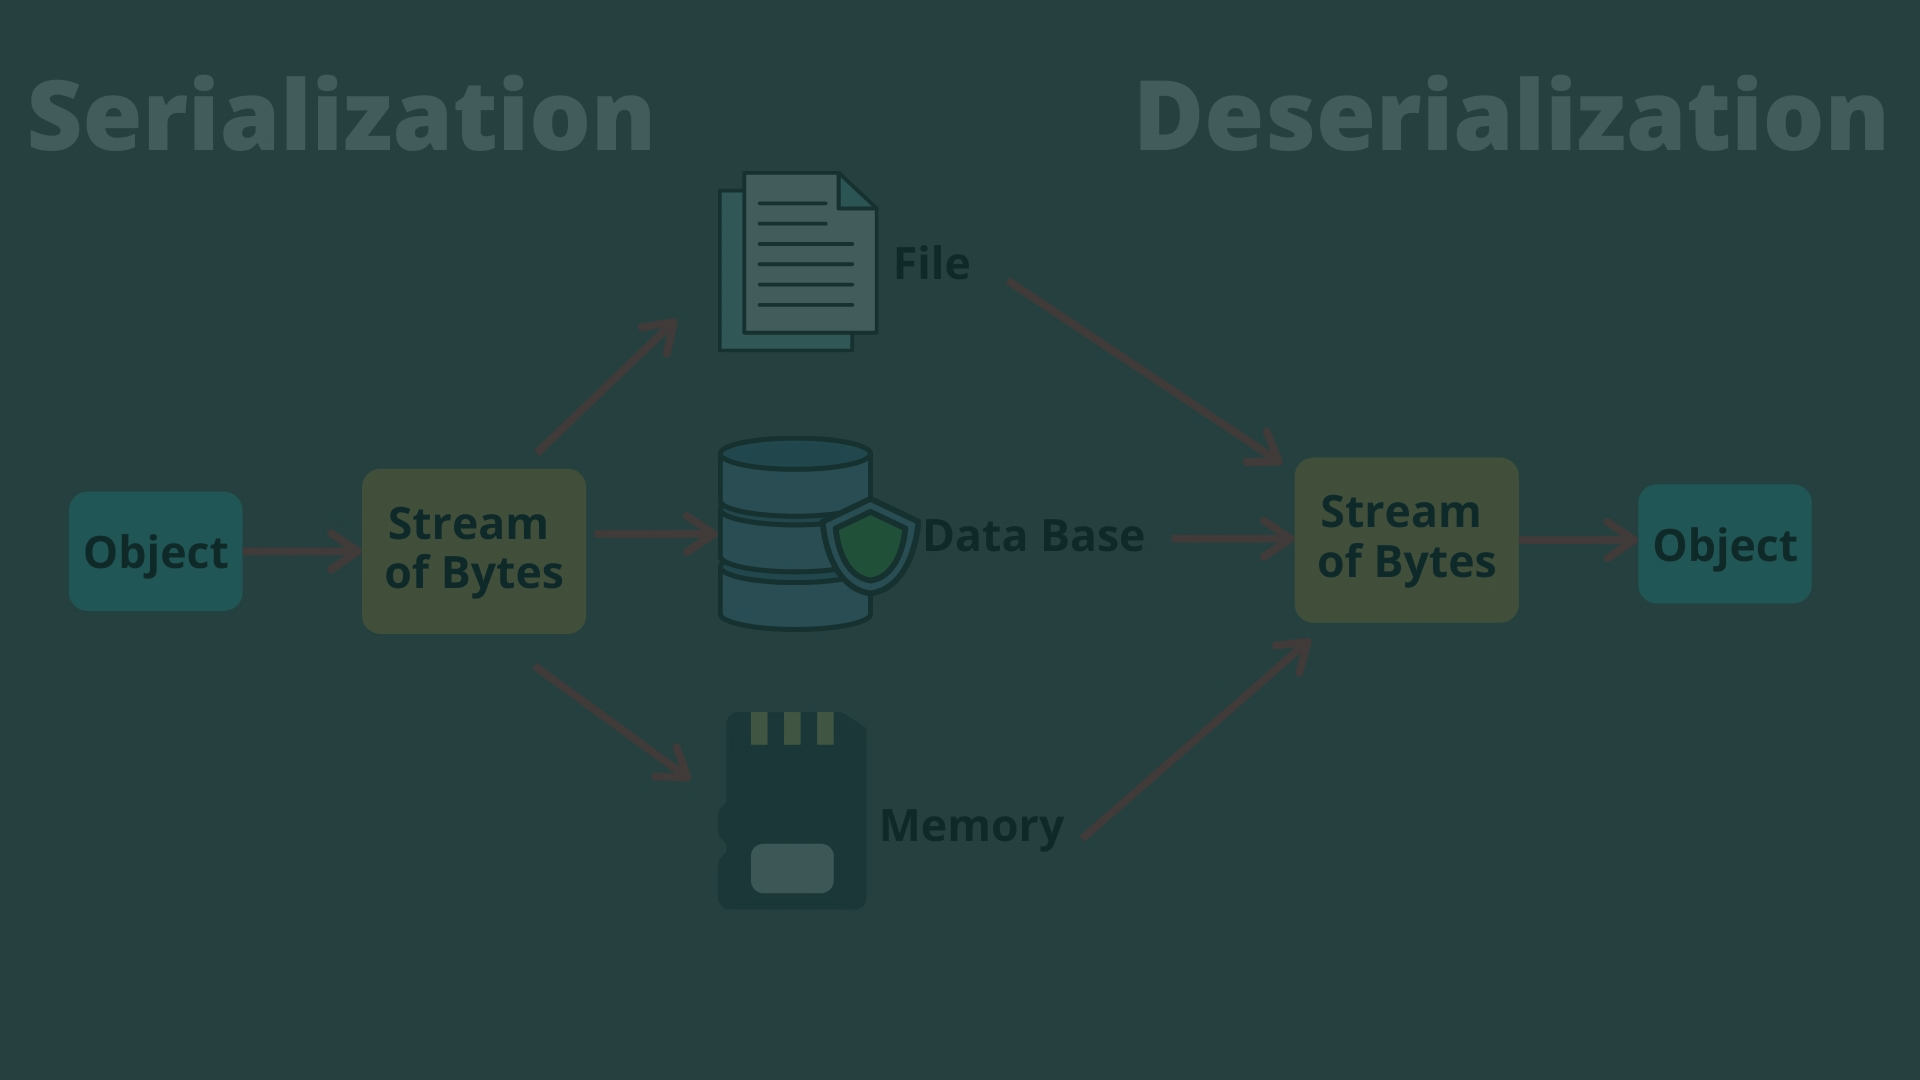 Serialization
Deserialization
File
Object
Stream
of Bytes
Data Base
Stream
of Bytes
Object
Memory